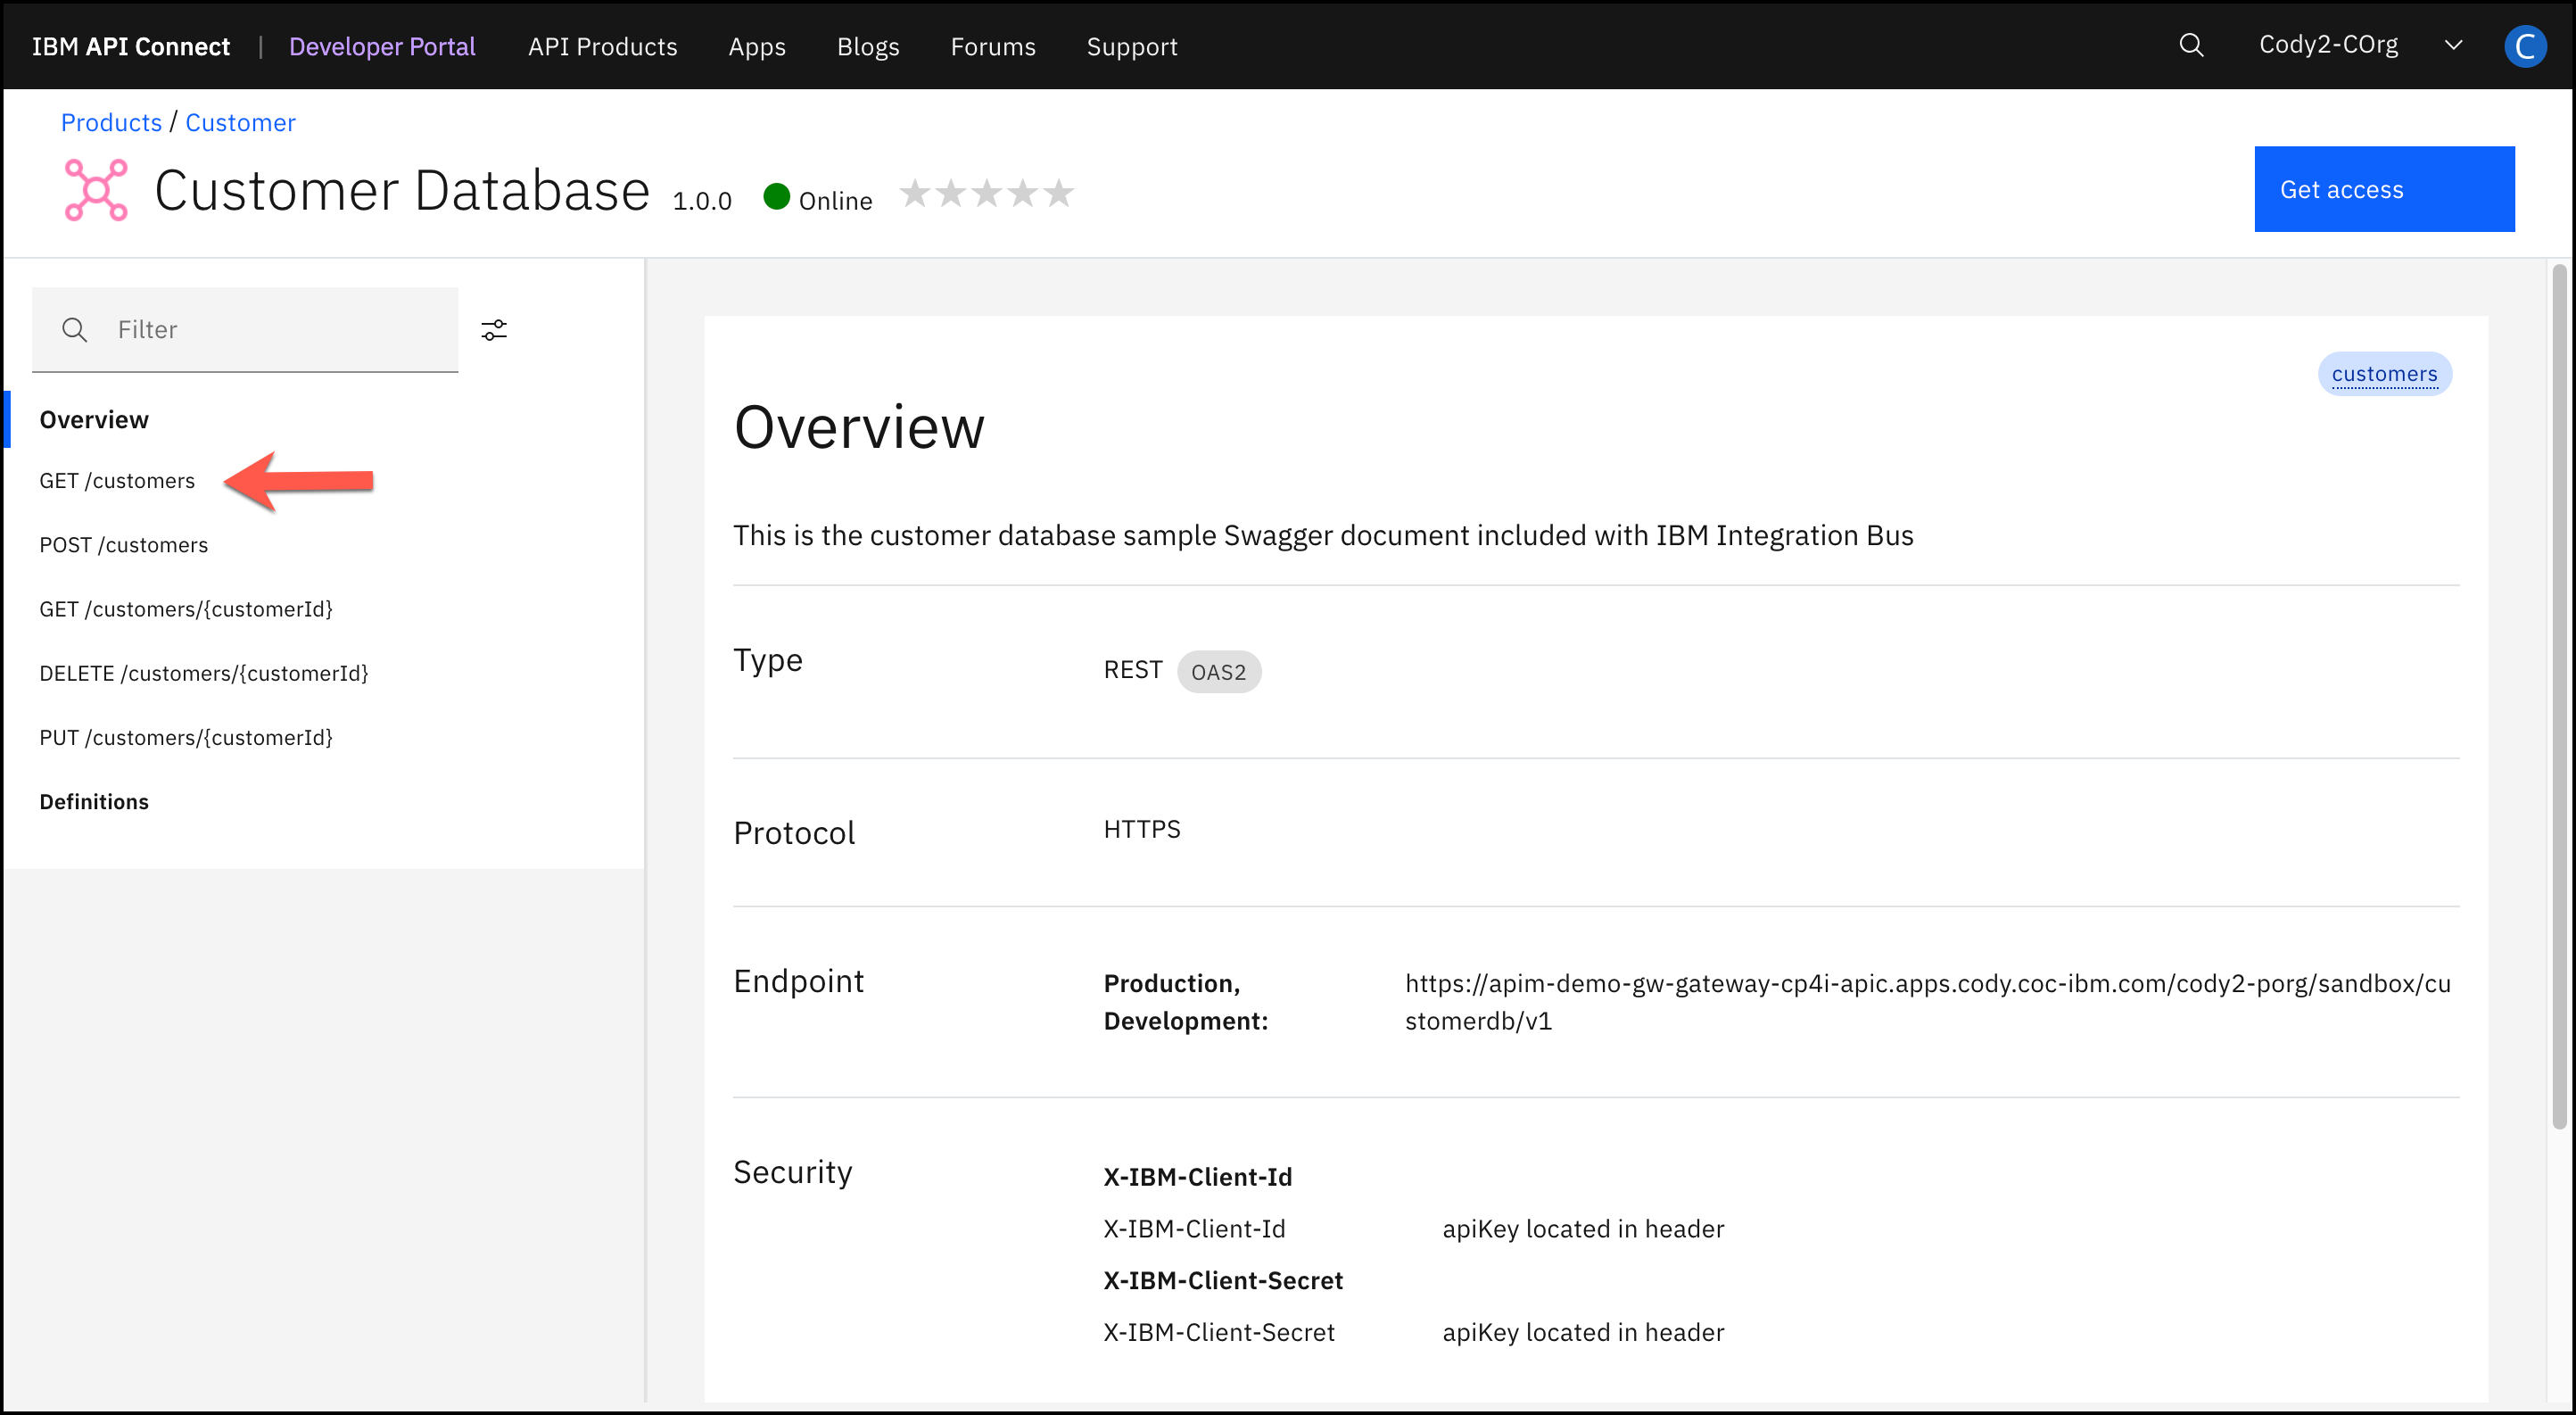 IBM API Connect | Developer Portal API Products Apps Blogs Forums Support Cody2-COrg C
Products / Customer
Customer Database 1.0.0 Online
Get access
Filter
Overview
GET /customers
POST /customers
GET /customers/{customerId}
DELETE /customers/{customerId}
PUT /customers/{customerId}
Definitions
customers
Overview
This is the customer database sample Swagger document included with IBM Integration Bus
Type REST OAS2
Protocol HTTPS
Endpoint Production, https://apim-demo-gw-gateway-cp4i-apic.apps.cody.coc-ibm.com/cody2-porg/sandbox/cu
Development: stomerdb/v1
Security X-IBM-Client-Id
X-IBM-Client-Id apiKey located in header
X-IBM-Client-Secret
X-IBM-Client-Secret apiKey located in header